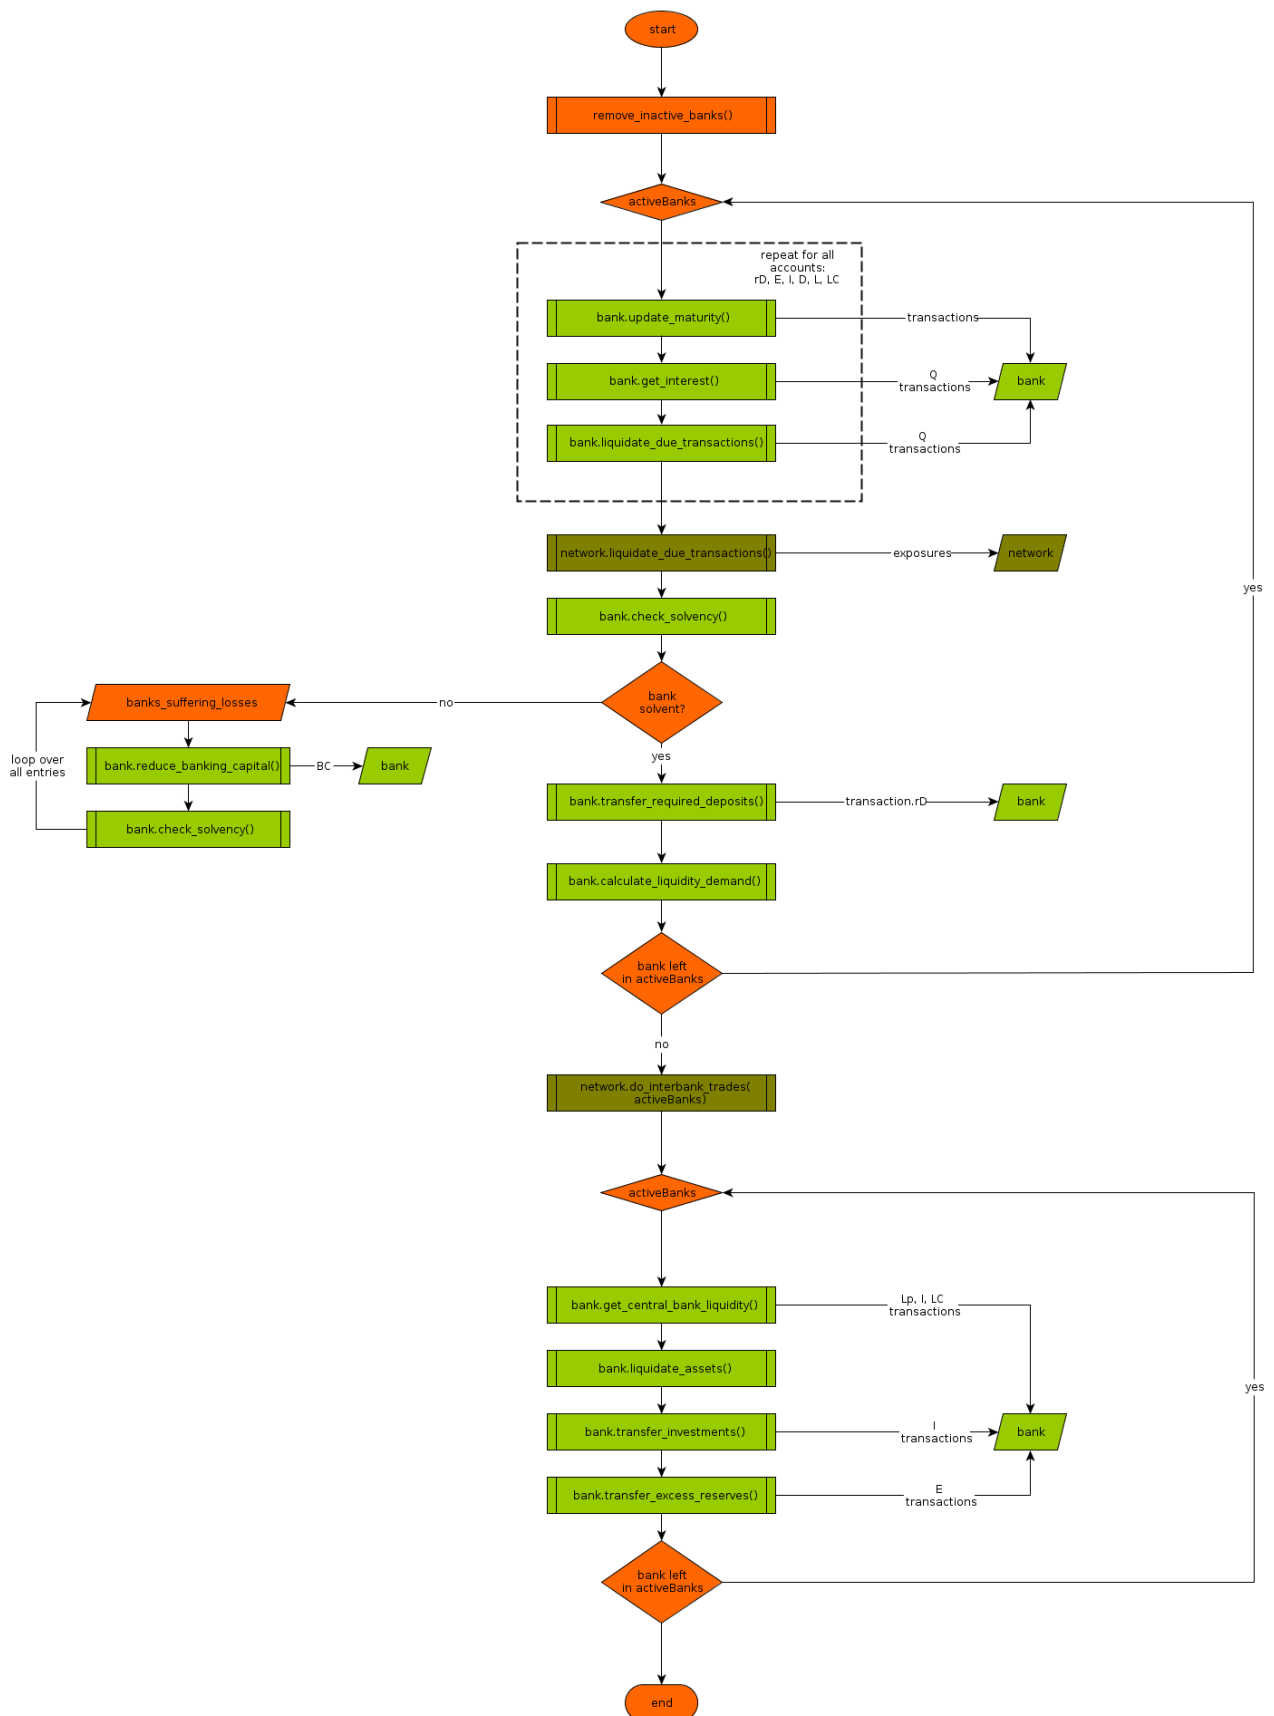 start
remove_inactive_banks()
activeBanks
repeat for all
accounts:
rD, E, I, D, L, LC
bank.update_maturity()
transactions
bank.get_interest()
Q
transactions
bank
bank.liquidate_due_transactions()
Q
transactions
network.liquidate_due_transactions()
exposures
network
yes
bank.check_solvency()
bank
solvent?
no
banks_suffering_losses
loop over
all entries
bank.reduce_banking_capital()
BC
bank
bank.check_solvency()
yes
bank.transfer_required_deposits()
transaction.rD
bank
bank.calculate_liquidity_demand()
bank left
in activeBanks
no
network.do_interbank_trades(
activeBanks)
activeBanks
bank.get_central_bank_liquidity()
Lp, I, LC
transactions
bank.liquidate_assets()
yes
bank.transfer_investments()
I
transactions
bank
bank.transfer_excess_reserves()
E
transactions
bank left
in activeBanks
end